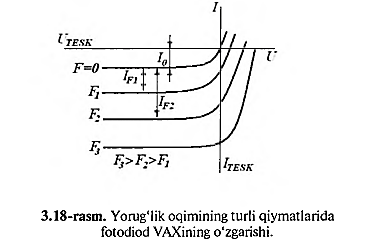 I
U_TESK
I_0
U
F=0
I_F1
F_1
I_F2
F_2
F_3
F_3>F_2>F_1
I_TESK
3.18-rasm. Yorug‘lik oqimining turli qiymatlarida
fotodiod VAXining o‘zgarishi.